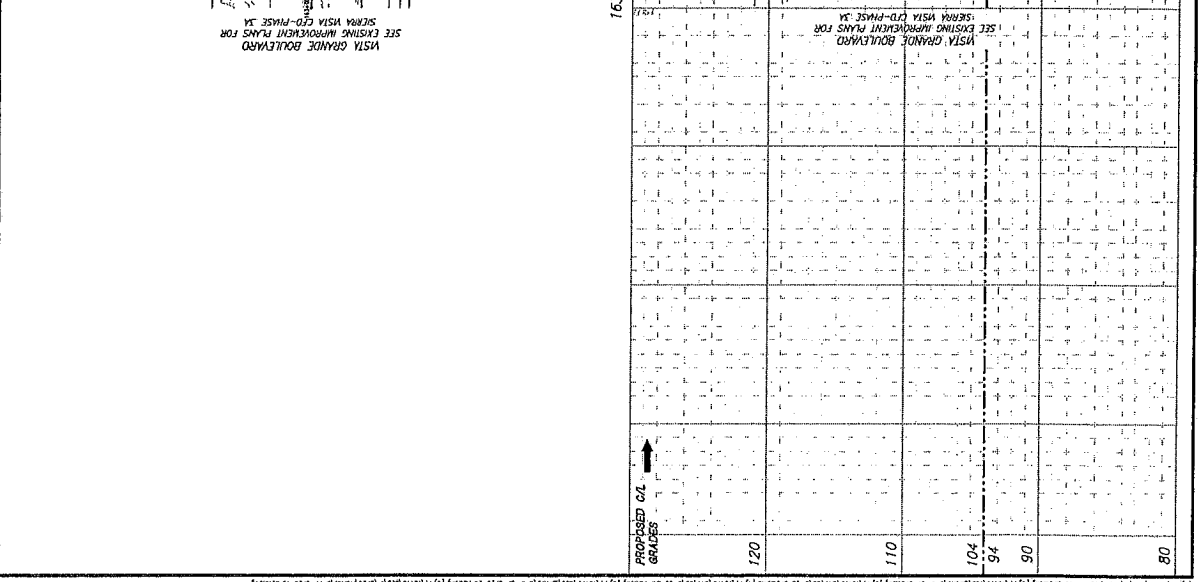 VISTA GRANDE BOULEVARD
SEE EXISTING IMPROVEMENT PLANS FOR
SIERRA VISTA CFD-PHASE 3A
VISTA GRANDE BOULEVARD
SEE EXISTING IMPROVEMENT PLANS FOR
SIERRA VISTA CFD-PHASE 3A
PROPOSED C/L
GRADES
120
110
104
94
90
80